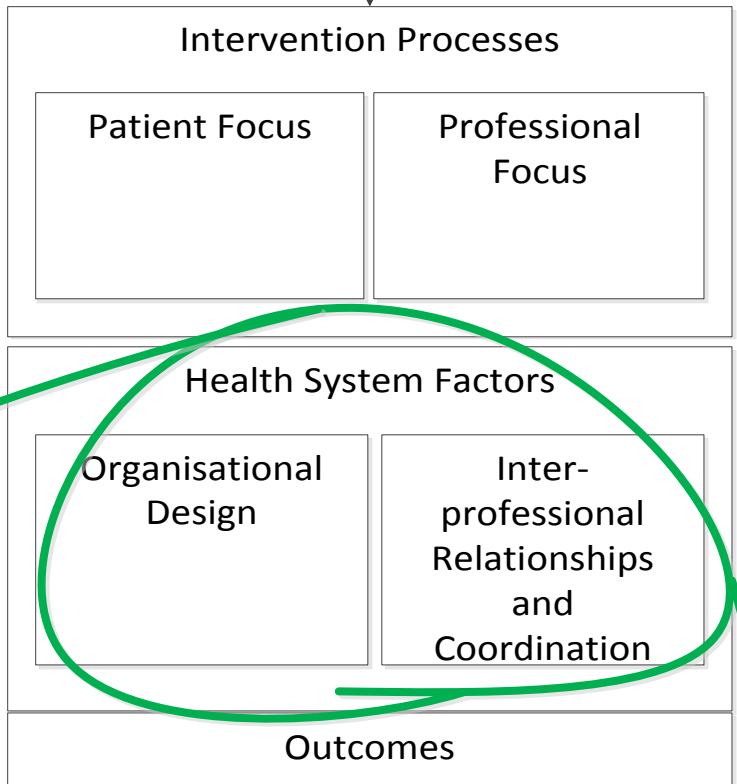 Intervention Processes
Patient Focus
Professional
Focus
Health System Factors
Organisational
Design
Inter-
professional
Relationships
and
Coordination
Outcomes